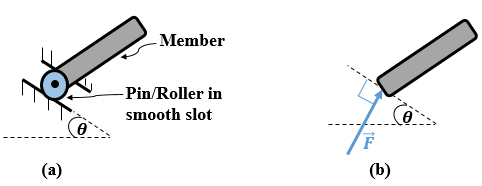 Member
Pin/Roller in
smooth slot
θ
(a)
θ
F⃗
(b)